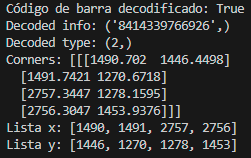 Código de barra decodificado: True
Decoded info: ('8414339766926',)
Decoded type: (2,)
Corners: [[[1490.702  1446.4498]
[1491.7421 1270.6718]
[2757.3447 1278.1595]
[2756.3047 1453.9376]]]
Lista x: [1490, 1491, 2757, 2756]
Lista y: [1446, 1270, 1278, 1453]